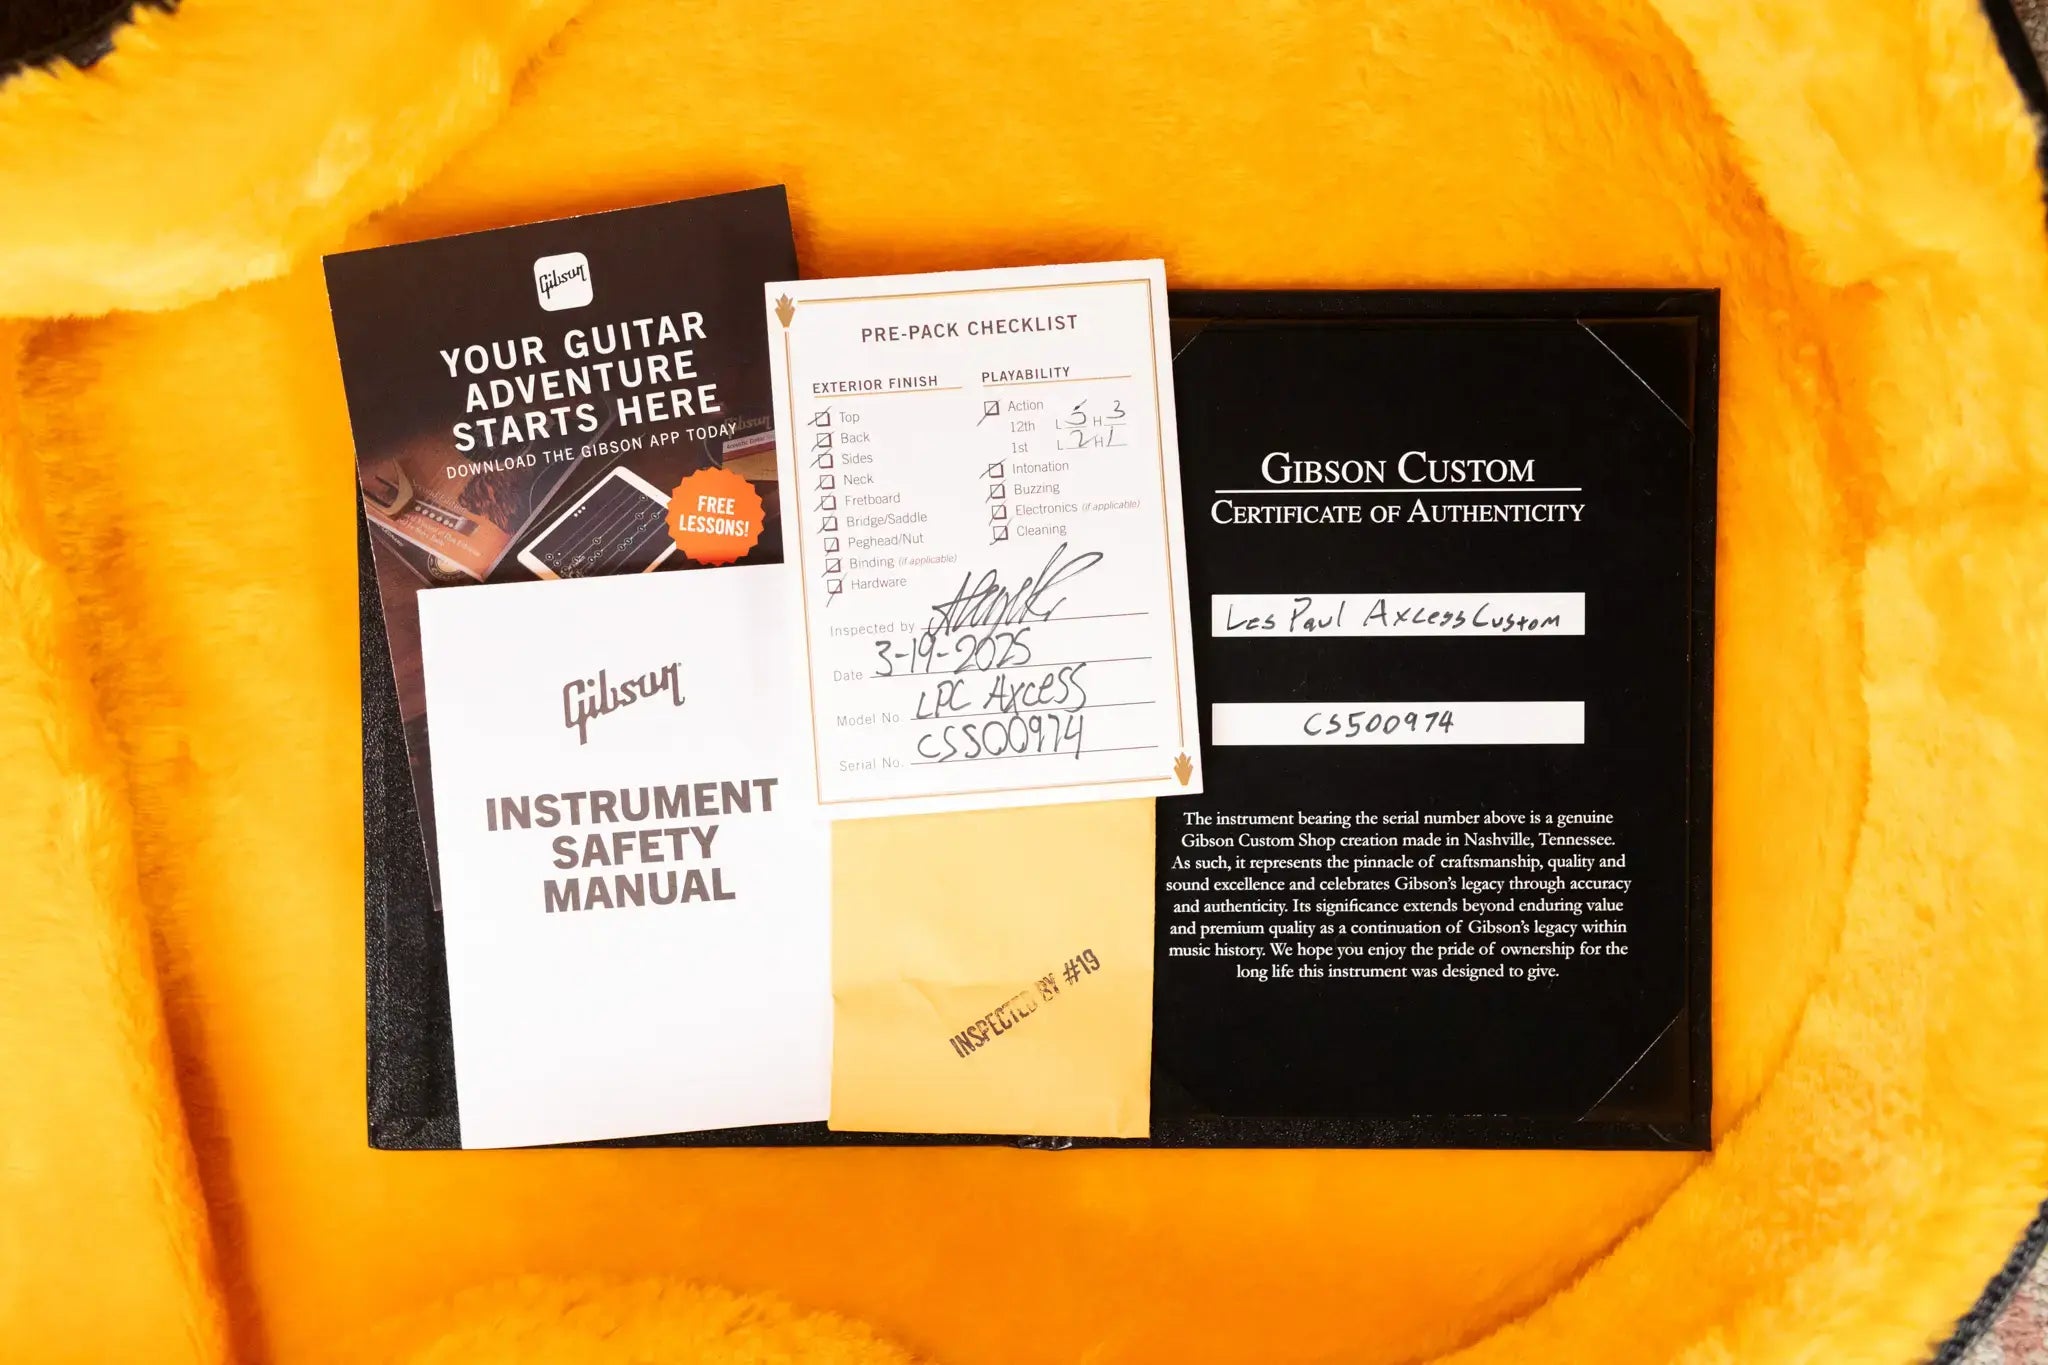 Gibson
YOUR GUITAR
ADVENTURE
STARTS HERE
DOWNLOAD THE GIBSON APP TODAY
FREE
LESSONS!
Gibson
INSTRUMENT
SAFETY
MANUAL
PRE-PACK CHECKLIST
EXTERIOR FINISH
Top
Back
Sides
Neck
Fretboard
Bridge/Saddle
Peghead/Nut
Binding (if applicable)
Hardware
PLAYABILITY
Action
12th L 5 H 3
1st L 2 H 1
Intonation
Buzzing
Electronics (if applicable)
Cleaning
Inspected by
Date 3-19-2025
Model No. LPC Axcess
Serial No. CS500974
INSPECTED BY #19
GIBSON CUSTOM
CERTIFICATE OF AUTHENTICITY
Les Paul Axcess Custom
CS500974
The instrument bearing the serial number above is a genuine
Gibson Custom Shop creation made in Nashville, Tennessee.
As such, it represents the pinnacle of craftsmanship, quality and
sound excellence and celebrates Gibson's legacy through accuracy
and authenticity. Its significance extends beyond enduring value
and premium quality as a continuation of Gibson's legacy within
music history. We hope you enjoy the pride of ownership for the
long life this instrument was designed to give.